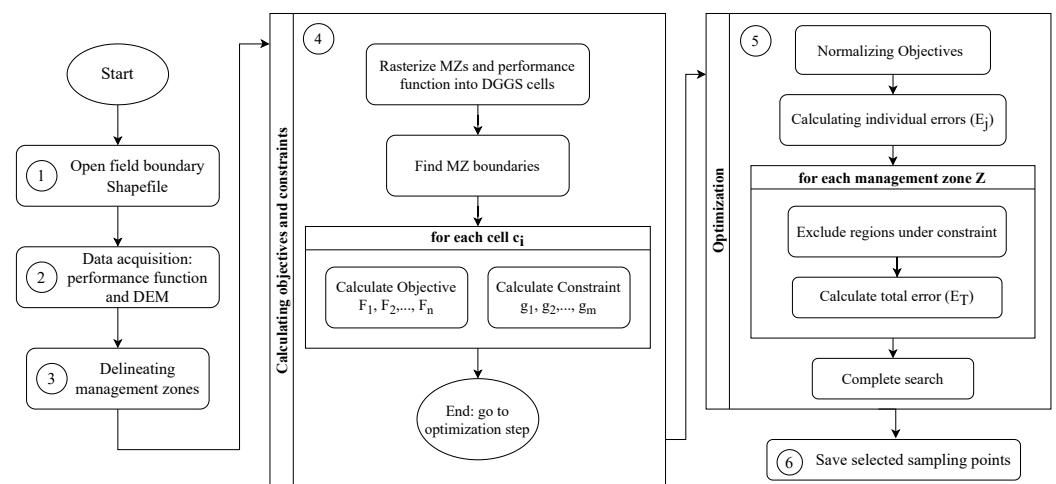 Start
1
Open field boundary
Shapefile
2
Data acquisition:
performance function
and DEM
3
Delineating
management zones
Calculating objectives and constraints
4
Rasterize MZs and performance
function into DGGS cells
Find MZ boundaries
for each cell c_i
Calculate Objective
F_1, F_2,..., F_n
Calculate Constraint
g_1, g_2,..., g_m
End: go to
optimization step
Optimization
5
Normalizing Objectives
Calculating individual errors (E_j)
for each management zone Z
Exclude regions under constraint
Calculate total error (E_T)
Complete search
6
Save selected sampling points